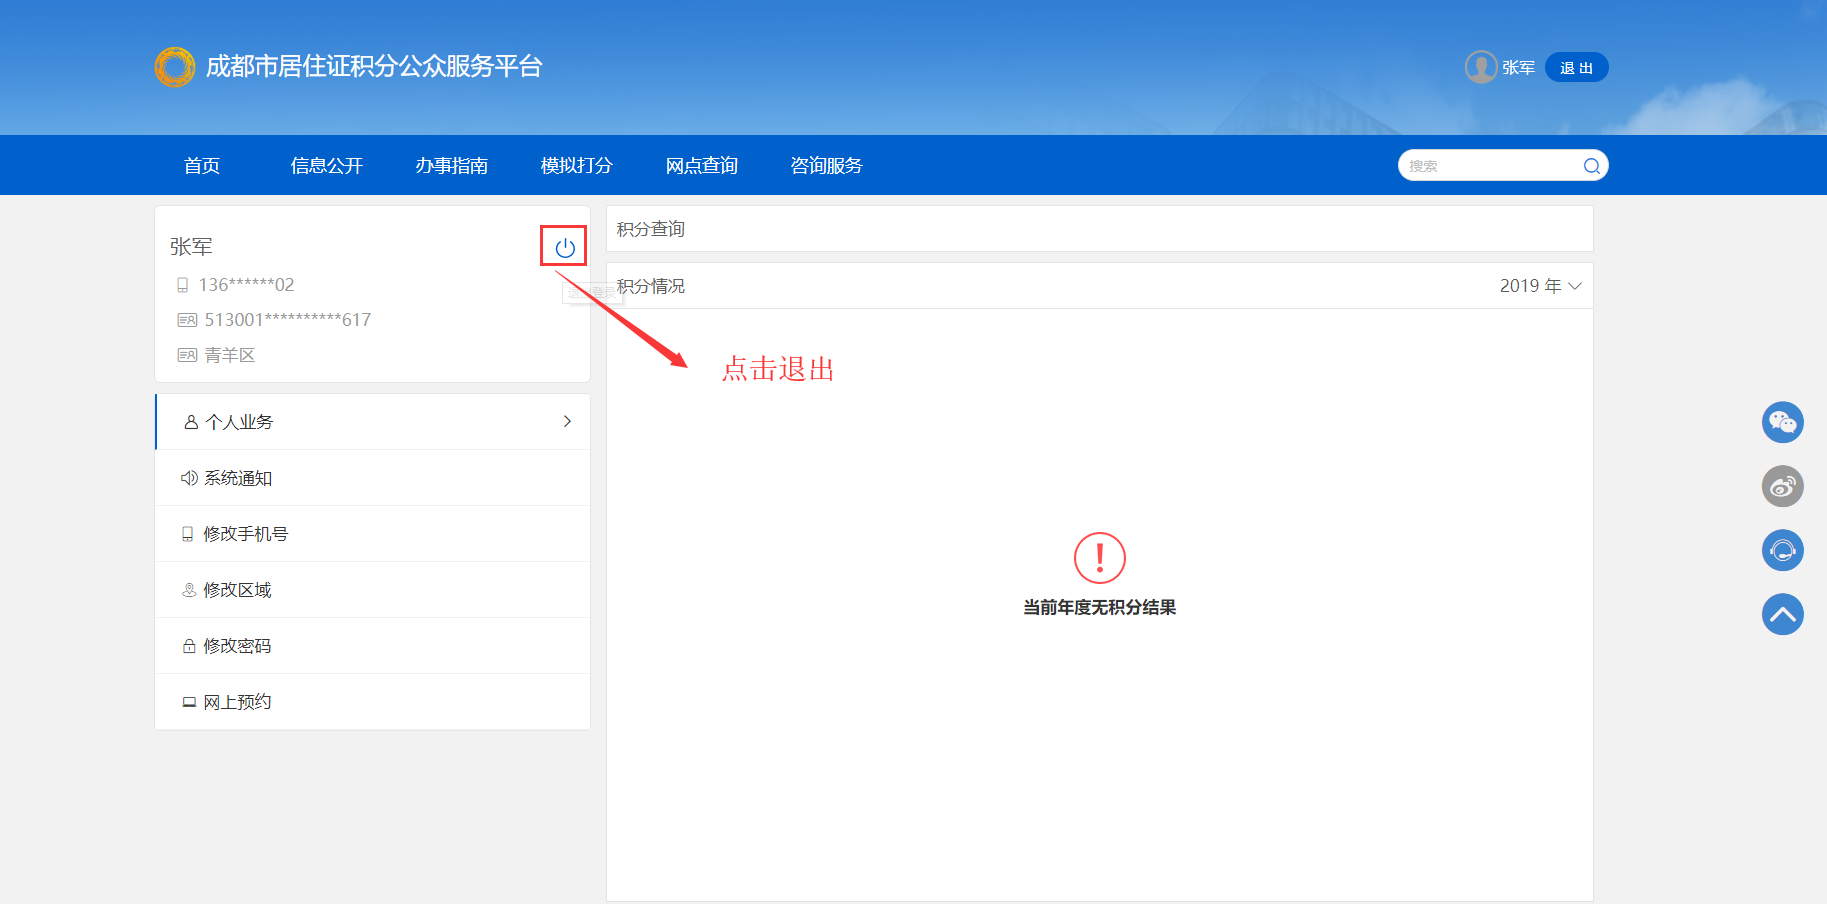 成都市居住证积分公众服务平台
张军
退 出
首页
信息公开
办事指南
模拟打分
网点查询
咨询服务
搜索
张军
136******02
513001**********617
青羊区
个人业务
系统通知
修改手机号
修改区域
修改密码
网上预约
积分查询
积分情况
2019 年
退出登录
点击退出
当前年度无积分结果